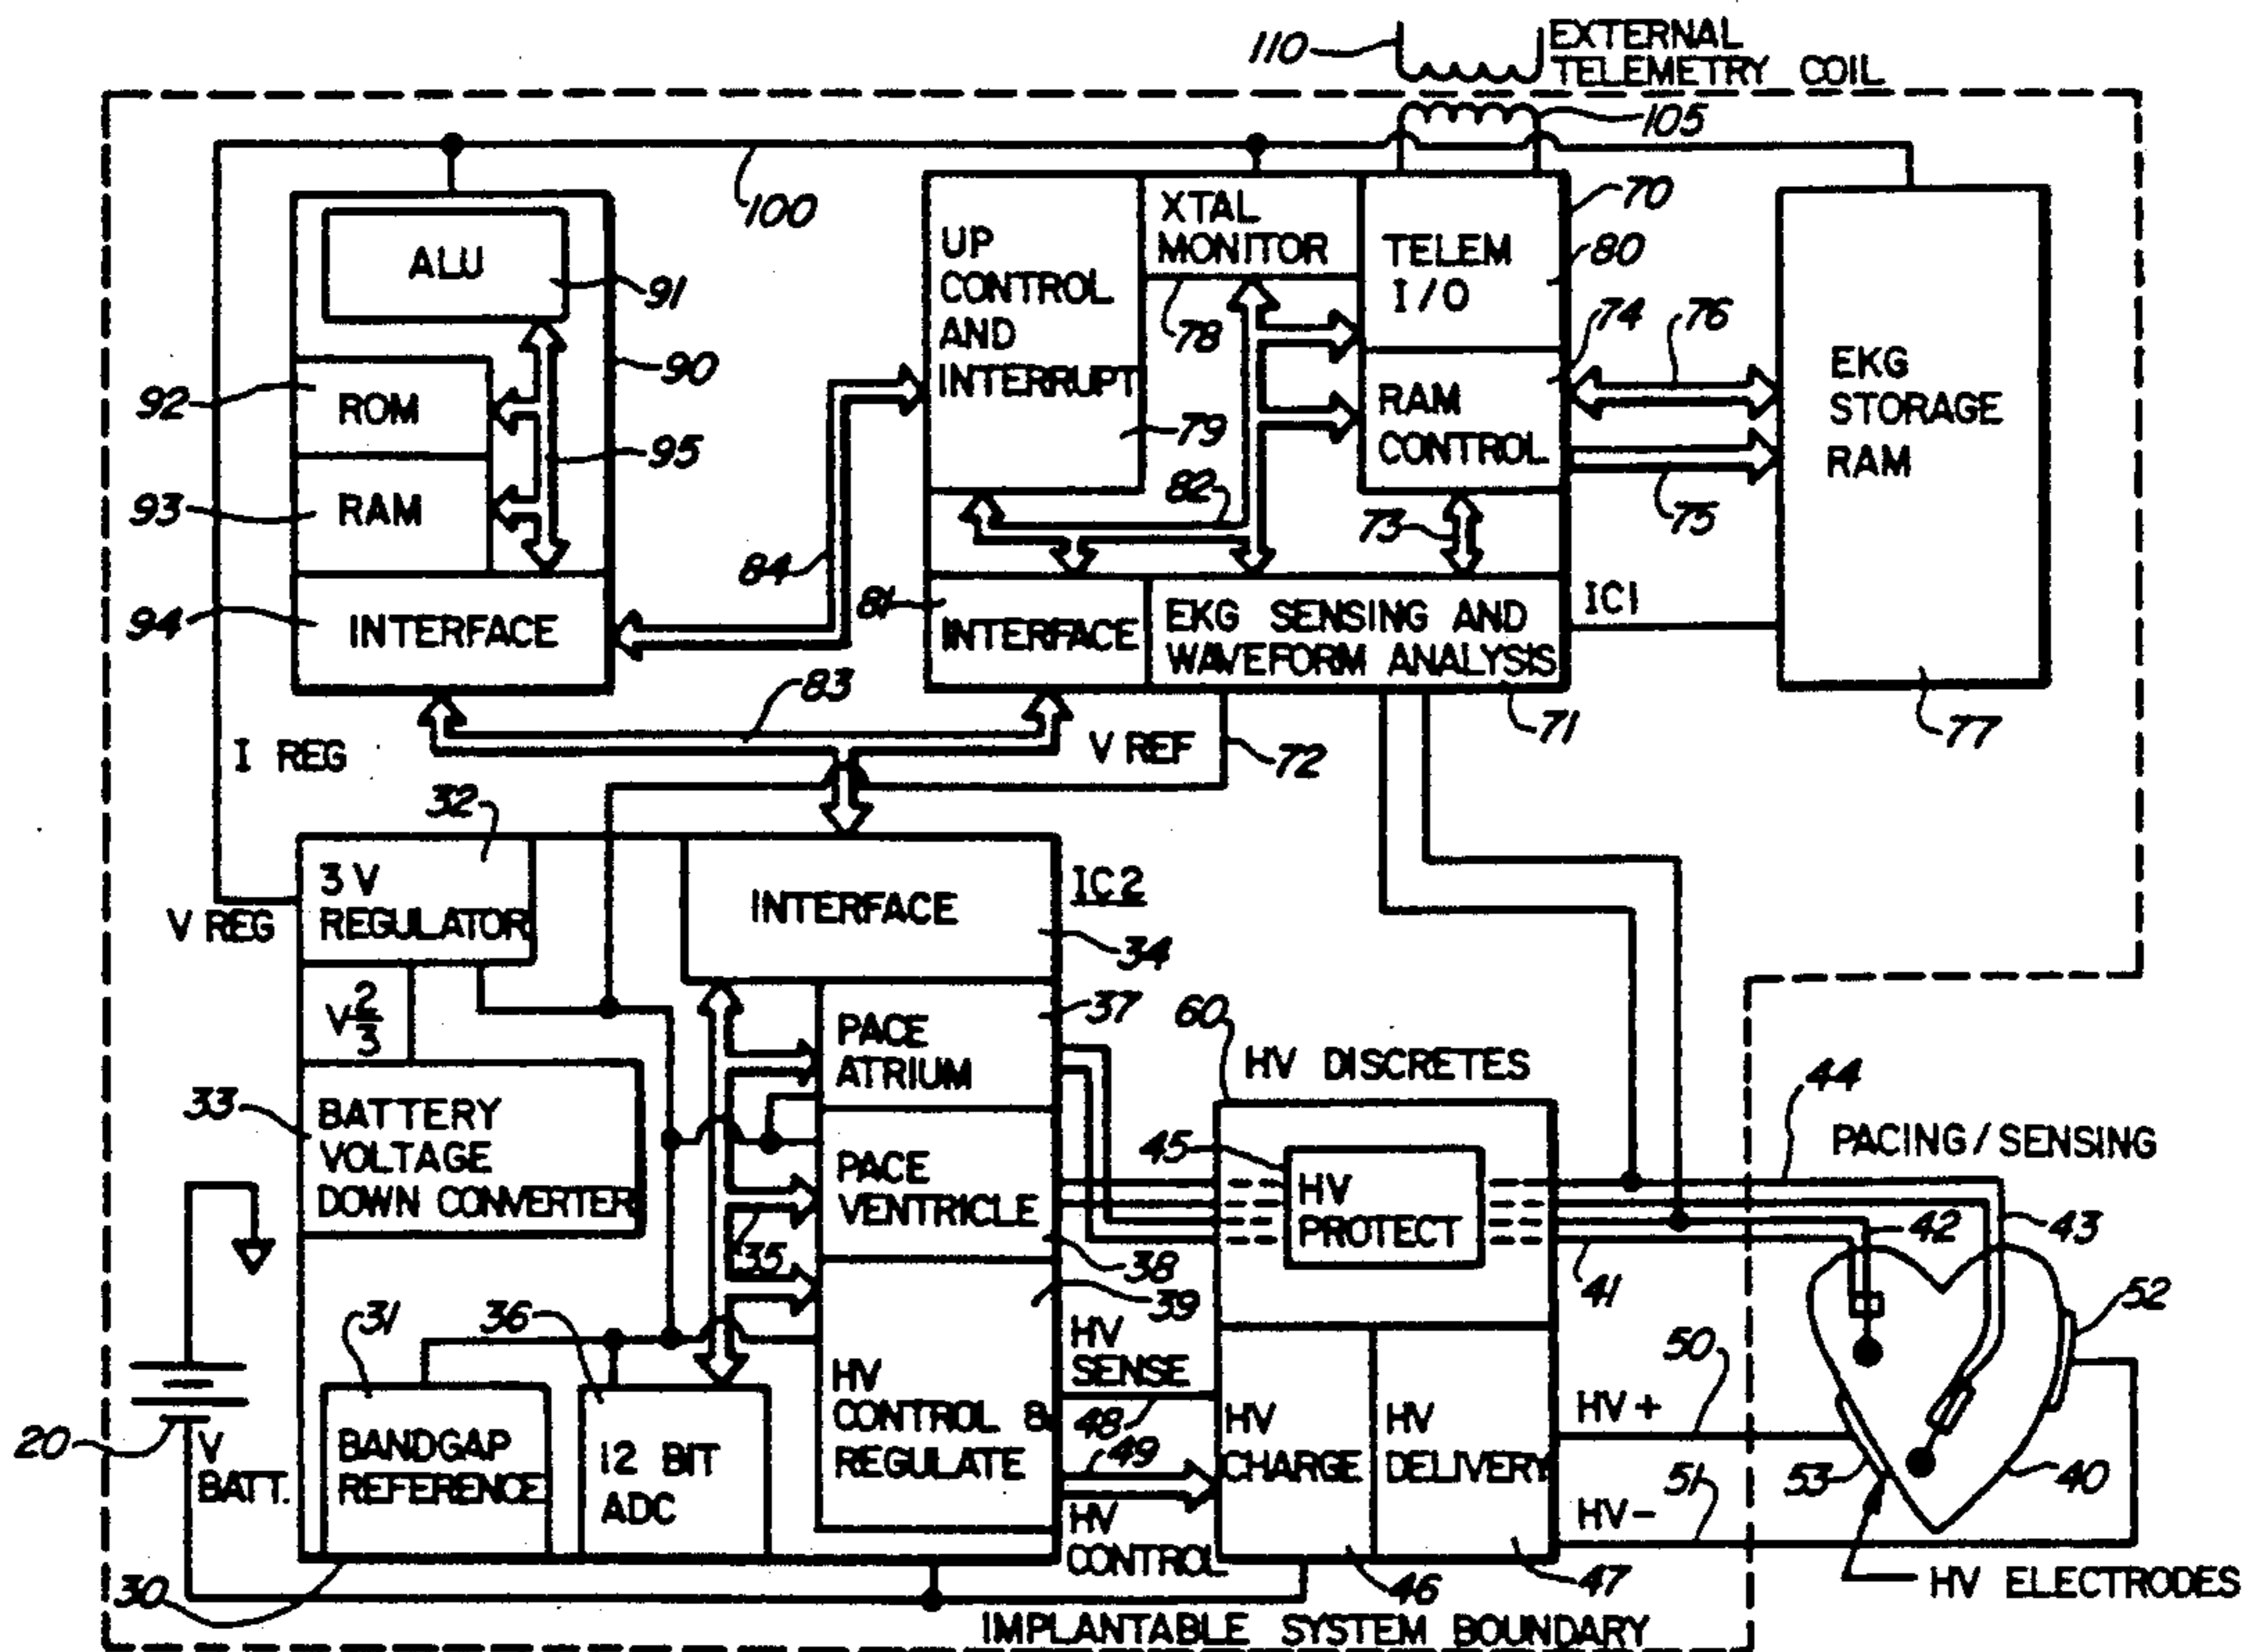 110
EXTERNAL
TELEMETRY COIL
105
100
70
ALU
91
UP
CONTROL
AND
INTERRUPT
XTAL
MONITOR
TELEM
I/O
80
78
74
76
90
92
ROM
79
RAM
CONTROL
EKG
STORAGE
RAM
95
93
RAM
82
73
75
84
94
INTERFACE
81
INTERFACE
EKG SENSING AND
WAVEFORM ANALYSIS
IC1
83
I REG
V REF
72
71
77
32
3 V
REGULATOR
V REG
INTERFACE
IC2
34
V 2/3
PACE
ATRIUM
37
60
HV DISCRETES
44
33
BATTERY
VOLTAGE
DOWN CONVERTER
PACING/SENSING
45
HV
PROTECT
PACE
VENTRICLE
35
38
42
43
41
39
52
31
36
HV
SENSE
48
49
50
HV
CONTROL &
REGULATE
HV
CHARGE
HV
DELIVERY
HV+
20
V
BATT.
BANDGAP
REFERENCE
12 BIT
ADC
53
40
51
HV-
HV
CONTROL
30
46
47
HV ELECTRODES
IMPLANTABLE SYSTEM BOUNDARY